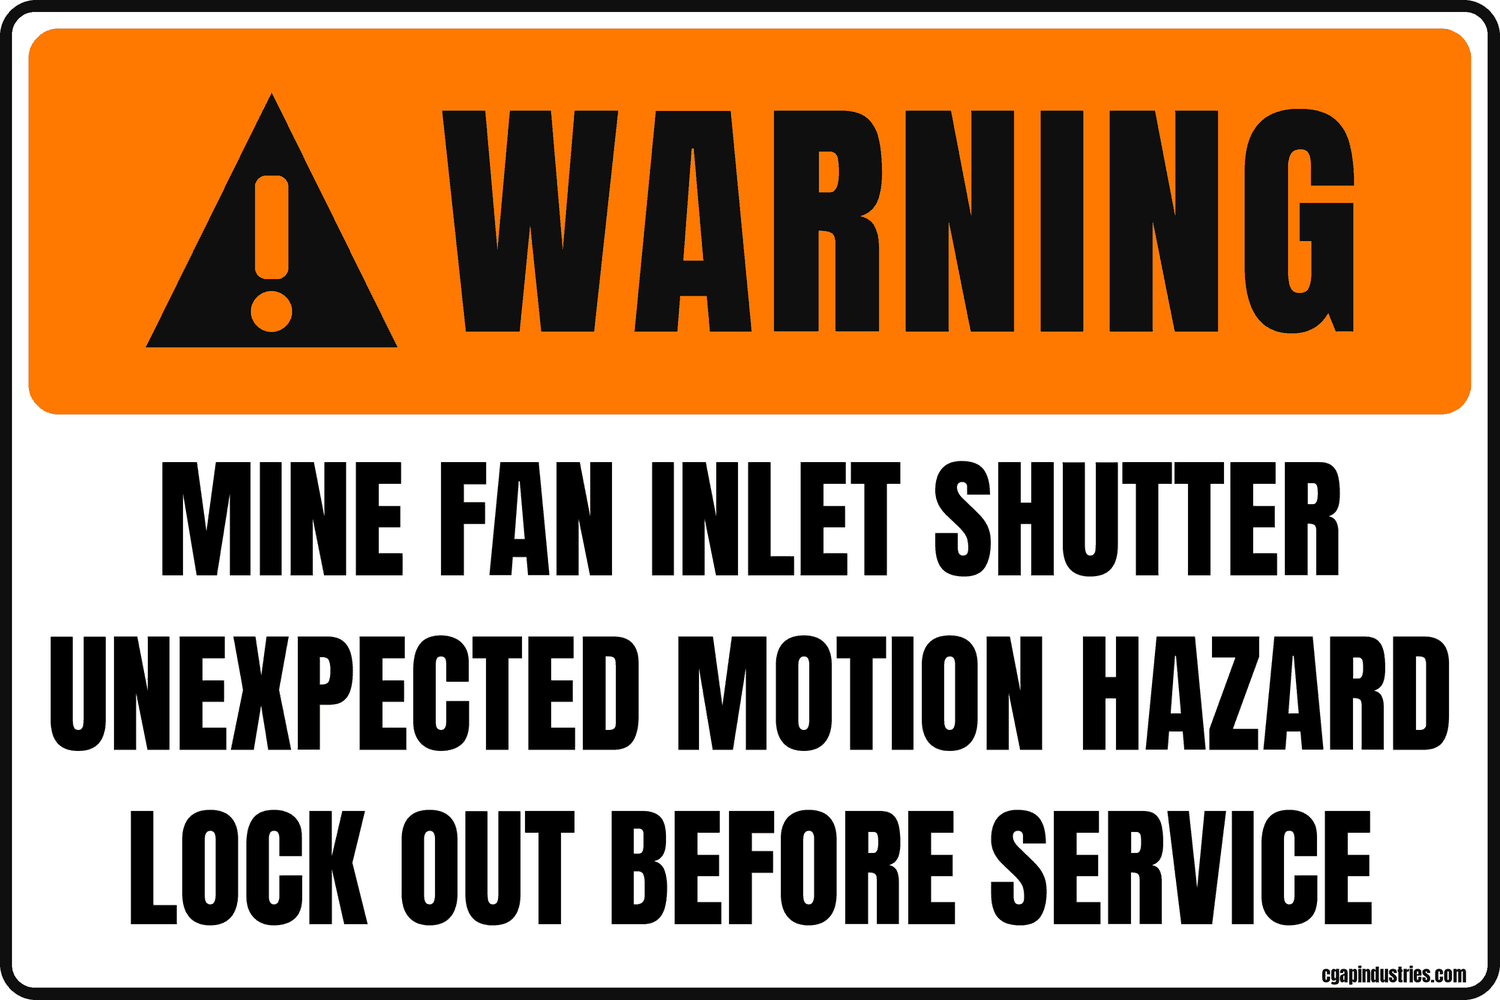 WARNING
MINE FAN INLET SHUTTER
UNEXPECTED MOTION HAZARD
LOCK OUT BEFORE SERVICE
cgapindustries.com